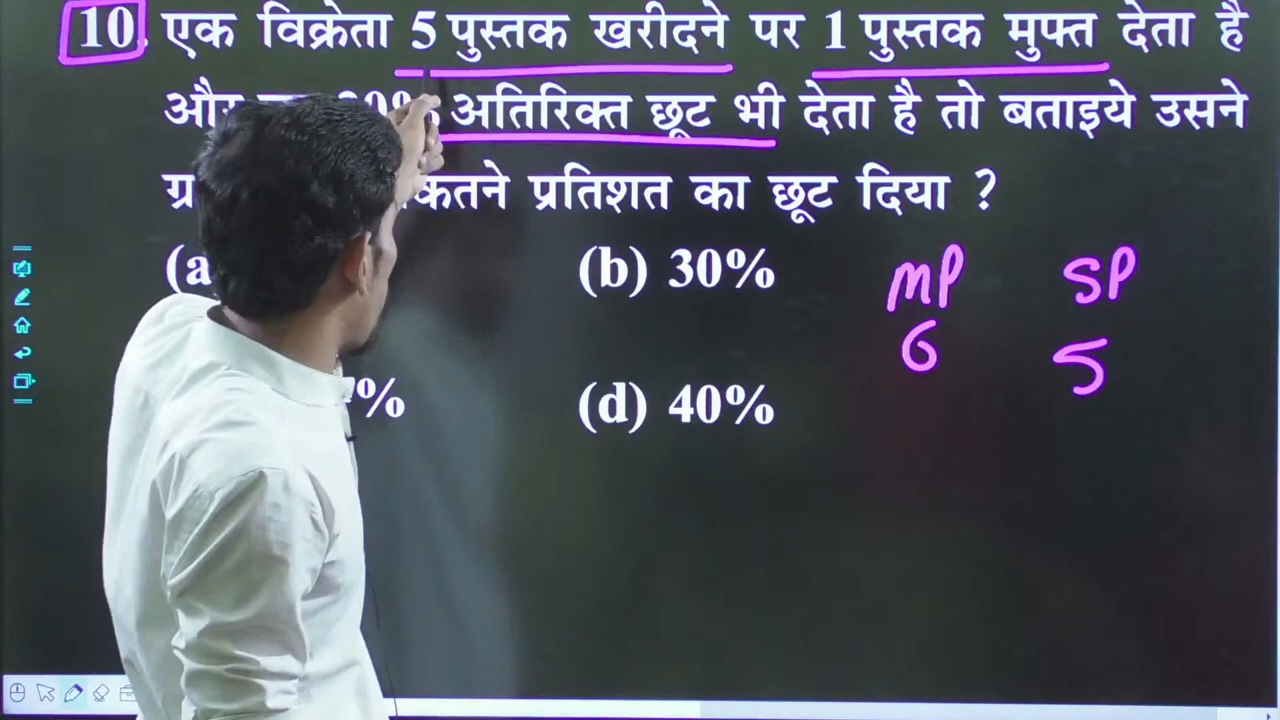 10. एक विक्रेता 5 पुस्तक खरीदने पर 1 पुस्तक मुफ्त देता है
अतिरिक्त छूट भी देता है तो बताइये उसने
प्रतिशत का छूट दिया ?
(b) 30%
MP SP
6 5
(d) 40%